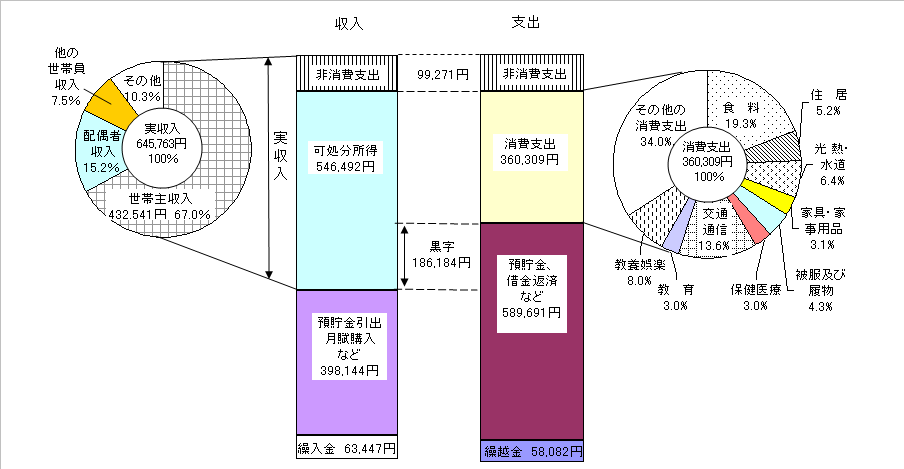 収入
支出
他の
世帯員
収入
7.5%
その他
10.3%
配偶者
収入
15.2%
実収入
645,763円
100%
世帯主収入
432.541円 67.0%
実収入
非消費支出
99,271円
非消費支出
可処分所得
546,492円
消費支出
360,309円
黒字
186,184円
預貯金引出
月賦購入
など
398,144円
預貯金、
借金返済
など
589,691円
繰入金 63,447円
繰越金 58,082円
その他の
消費支出
34.0%
食 料
19.3%
住 居
5.2%
光 熱・
水道
6.4%
消費支出
360,309円
100%
家具・家
事用品
3.1%
交通
通信
13.6%
被服及び
履物
4.3%
教養娯楽
8.0%
教 育
3.0%
保健医療
3.0%